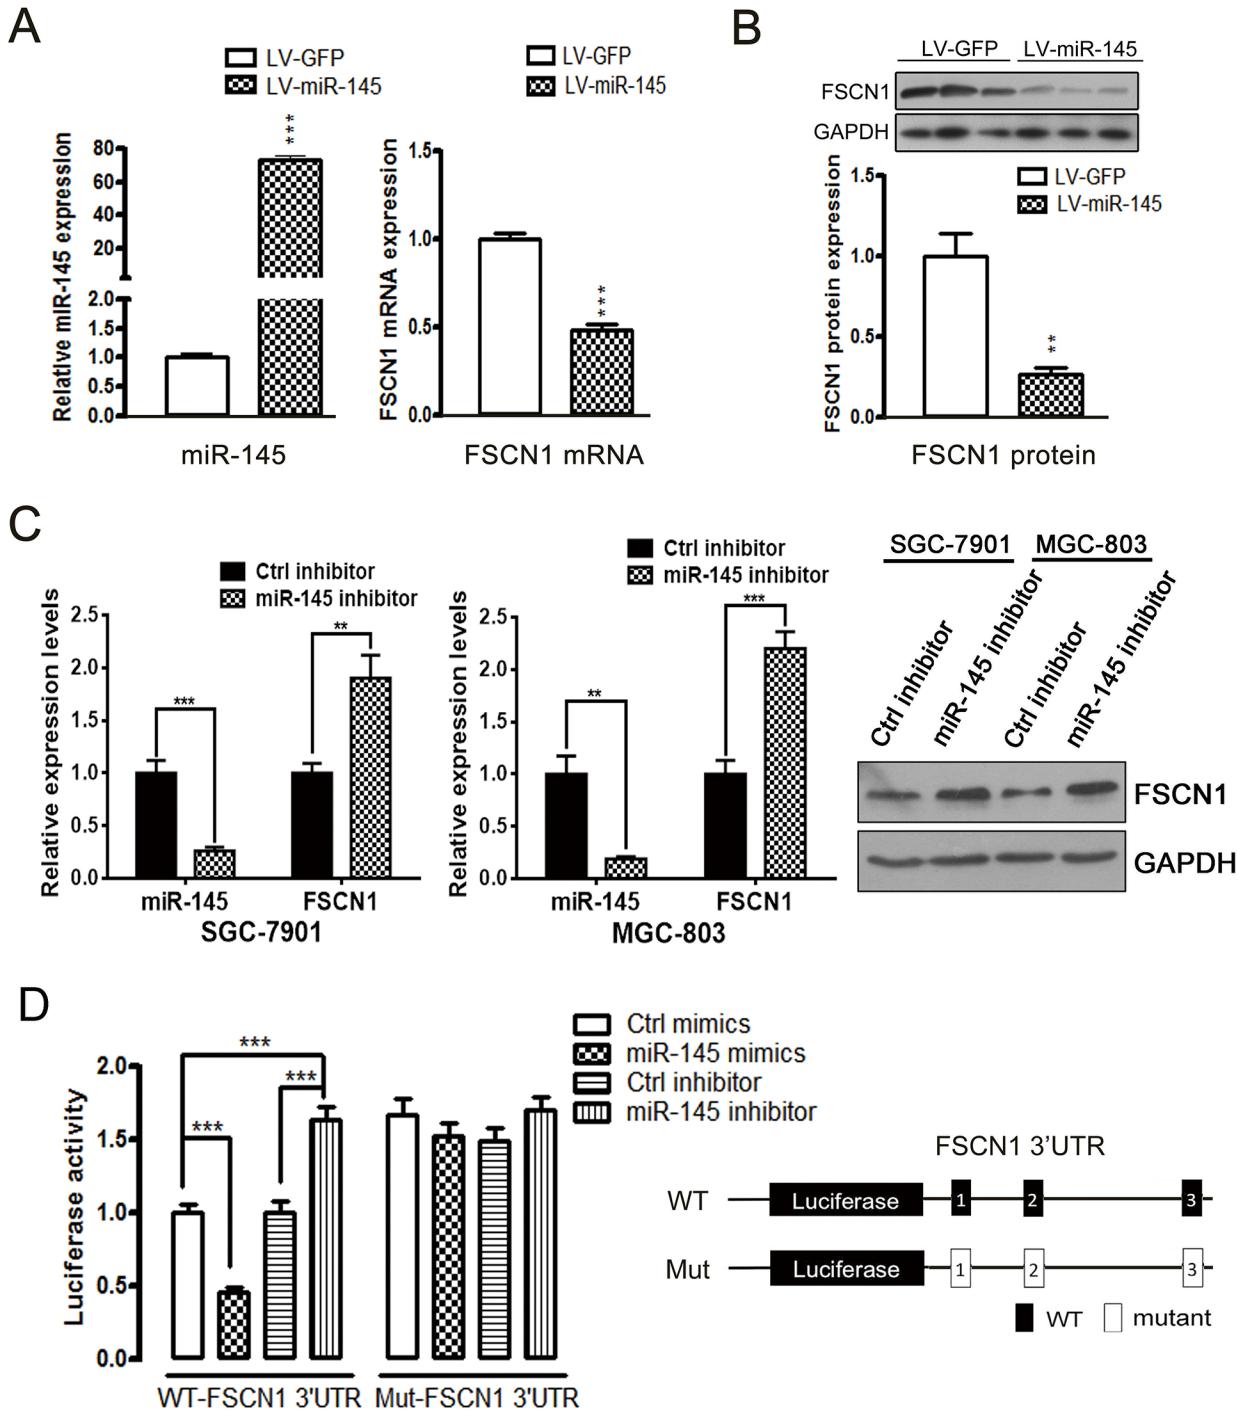 A
LV-GFP
LV-miR-145
Relative miR-145 expression
80
60
40
20
2.0
1.5
1.0
0.5
0.0
***
miR-145
LV-GFP
LV-miR-145
FSCN1 mRNA expression
1.5
1.0
0.5
0.0
***
FSCN1 mRNA
B
LV-GFP LV-miR-145
FSCN1
GAPDH
LV-GFP
LV-miR-145
FSCN1 protein expression
1.5
1.0
0.5
0.0
**
FSCN1 protein
C
Ctrl inhibitor
miR-145 inhibitor
Relative expression levels
2.5
2.0
1.5
1.0
0.5
0.0
***
**
miR-145 FSCN1
SGC-7901
Ctrl inhibitor
miR-145 inhibitor
Relative expression levels
2.5
2.0
1.5
1.0
0.5
0.0
**
***
miR-145 FSCN1
MGC-803
SGC-7901 MGC-803
Ctrl inhibitor
miR-145 inhibitor
Ctrl inhibitor
miR-145 inhibitor
FSCN1
GAPDH
D
Ctrl mimics
miR-145 mimics
Ctrl inhibitor
miR-145 inhibitor
Luciferase activity
2.0
1.5
1.0
0.5
0.0
***
***
***
WT-FSCN1 3'UTR Mut-FSCN1 3'UTR
FSCN1 3’UTR
WT Luciferase 1 2 3
Mut Luciferase 1 2 3
WT mutant